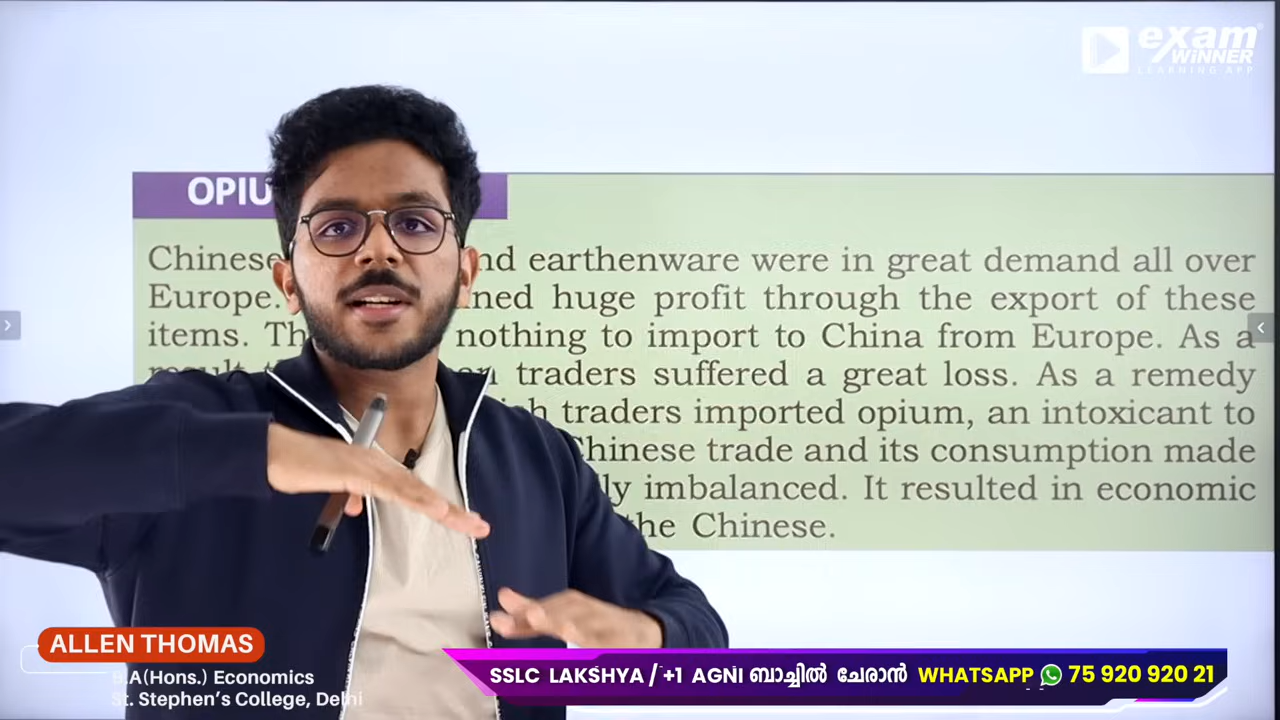 exam
WiNNER
LEARNING APP
OPIU
Chinese nd earthenware were in great demand all over
Europe. ned huge profit through the export of these
items. Th nothing to import to China from Europe. As a
result traders suffered a great loss. As a remedy
traders imported opium, an intoxicant to
Chinese trade and its consumption made
ly imbalanced. It resulted in economic
the Chinese.
ALLEN THOMAS
B.A(Hons.) Economics
St. Stephen's College, Delhi
SSLC LAKSHYA / +1 AGNI ബാച്ചിൽ ചേരാൻ WHATSAPP 75 920 920 21